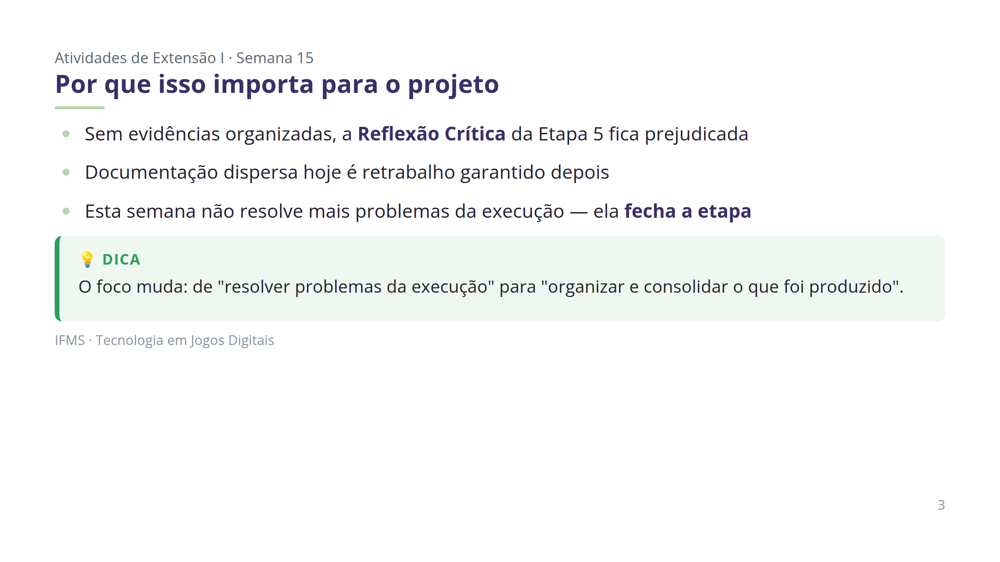 Atividades de Extensão I · Semana 15
Por que isso importa para o projeto
Sem evidências organizadas, a Reflexão Crítica da Etapa 5 fica prejudicada
Documentação dispersa hoje é retrabalho garantido depois
Esta semana não resolve mais problemas da execução — ela fecha a etapa
💡 DICA
O foco muda: de "resolver problemas da execução" para "organizar e consolidar o que foi produzido".
IFMS · Tecnologia em Jogos Digitais
3